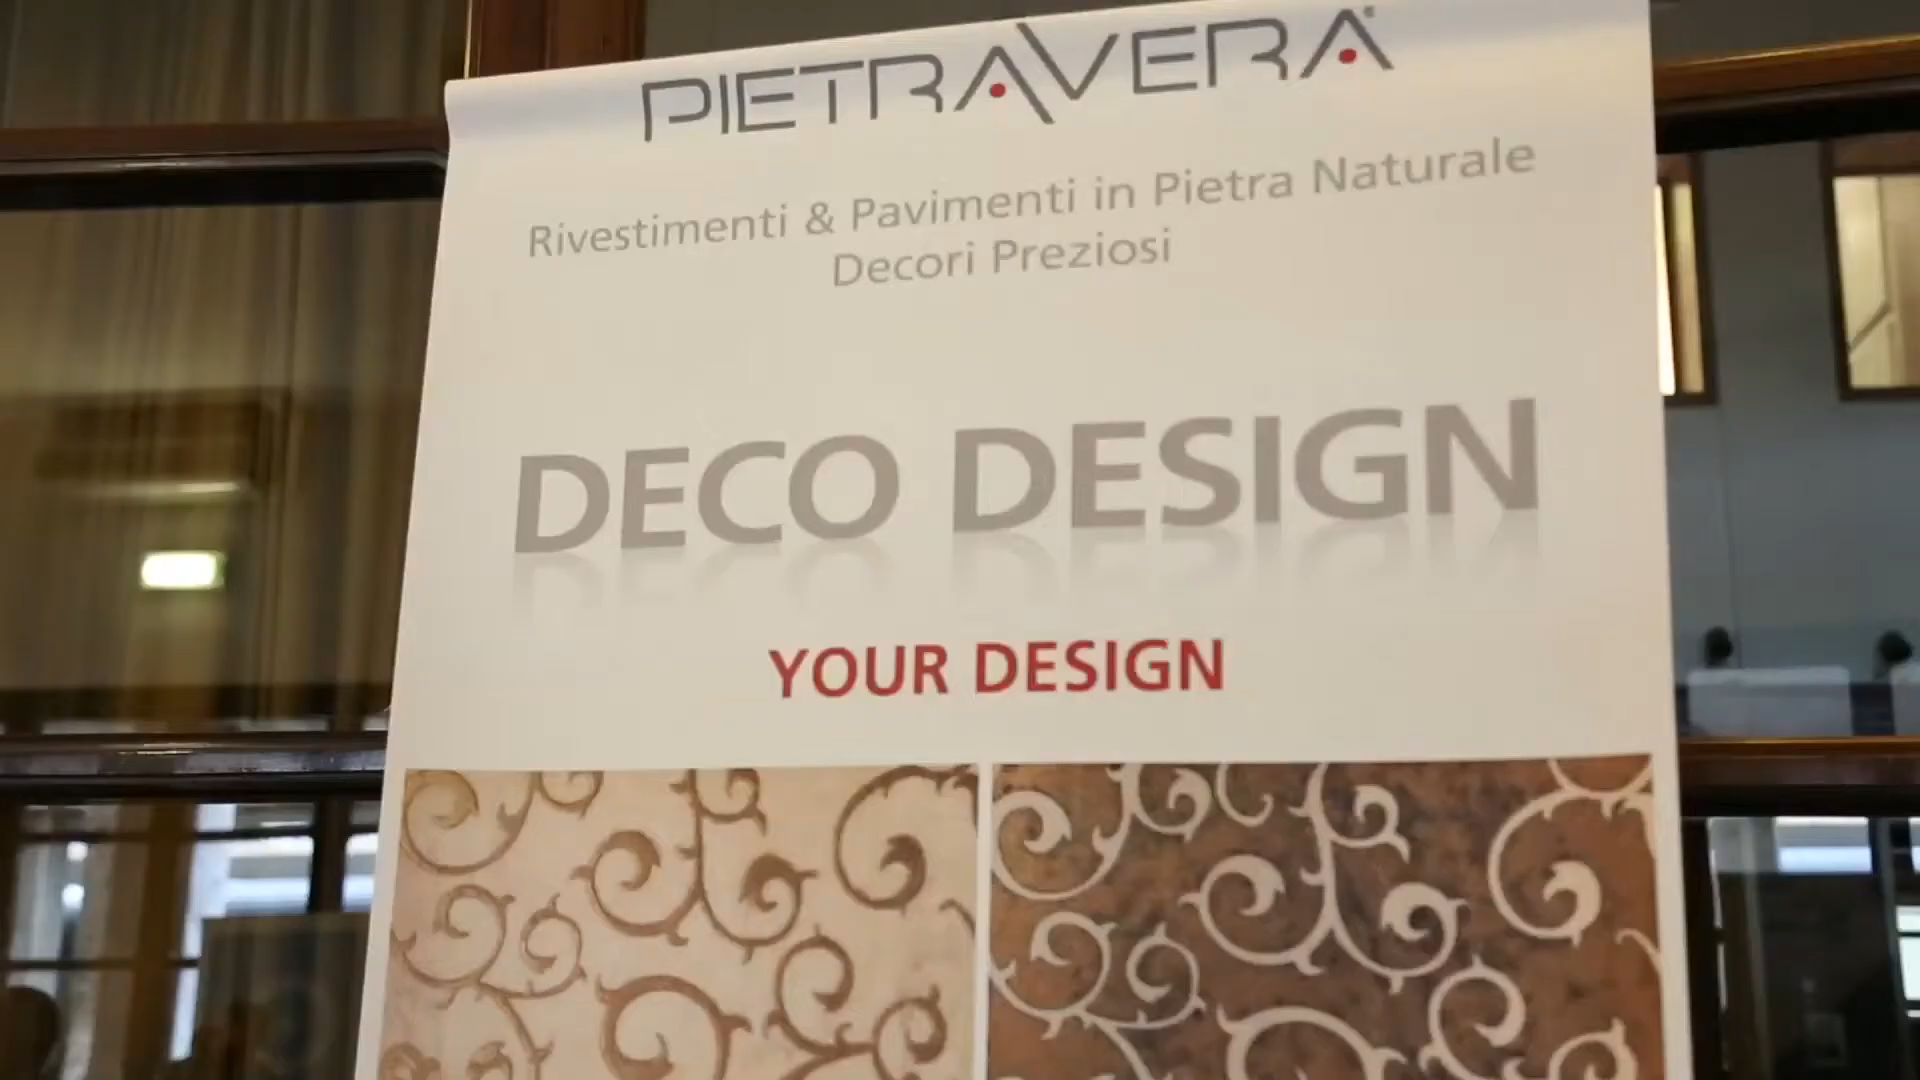 PIETRAVERA
Rivestimenti & Pavimenti in Pietra Naturale
Decori Preziosi
DECO DESIGN
YOUR DESIGN